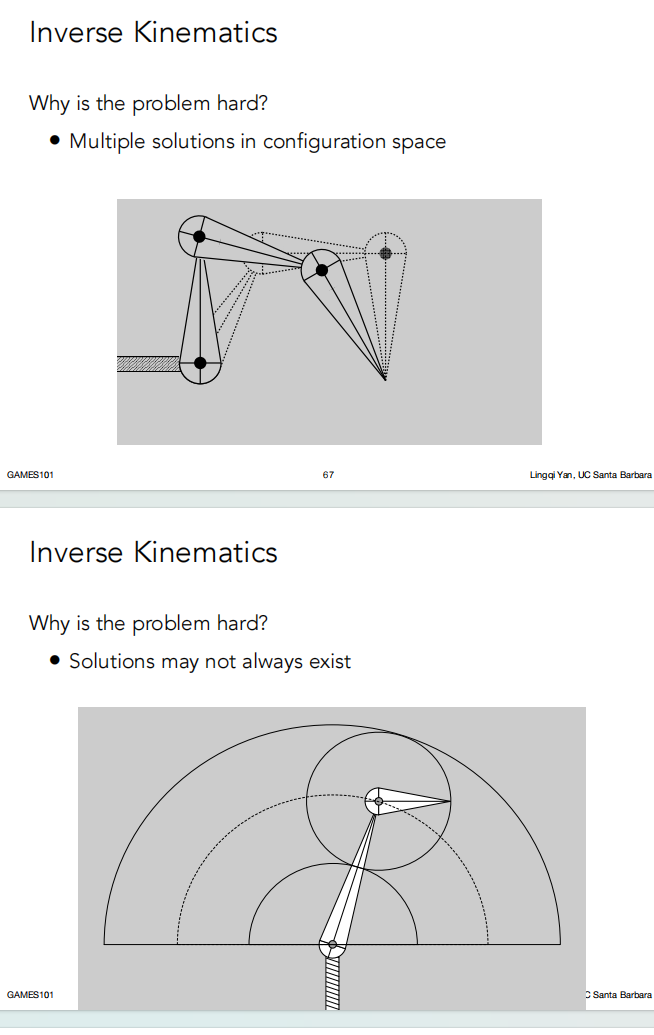 Inverse Kinematics
Why is the problem hard?
• Multiple solutions in configuration space
GAMES101
67
Lingqi Yan, UC Santa Barbara
Inverse Kinematics
Why is the problem hard?
• Solutions may not always exist
GAMES101
C Santa Barbara